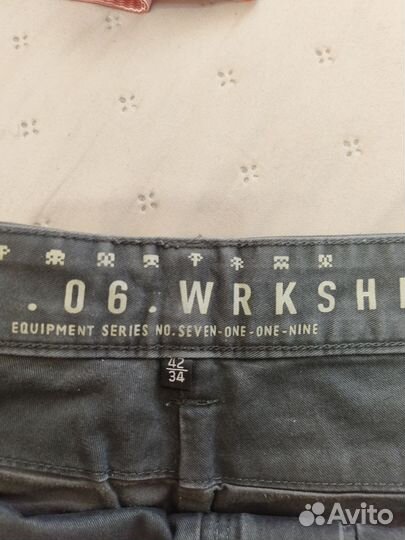 .06.WRKSH
EQUIPMENT SERIES NO.SEVEN-ONE-ONE-NINE
42
34
Avito